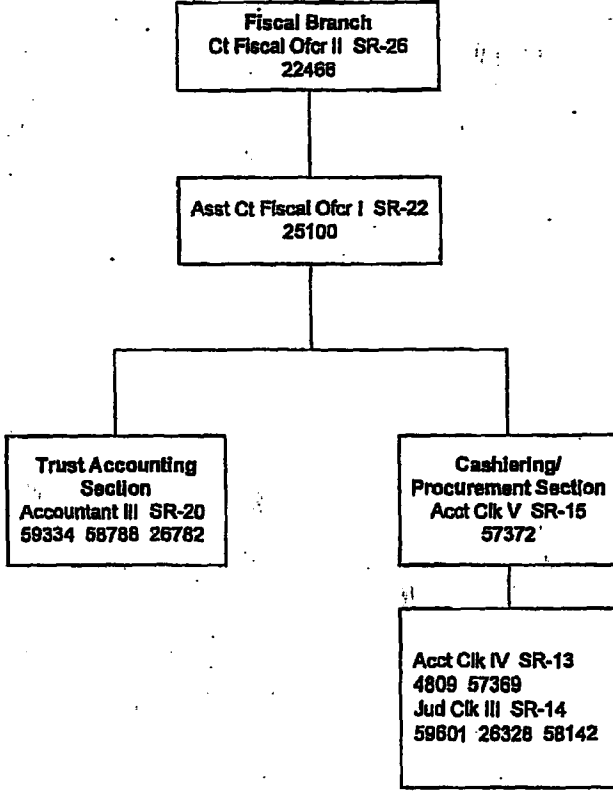 Fiscal Branch
Ct Fiscal Ofcr II SR-26
22466
Asst Ct Fiscal Ofcr I SR-22
25100
Trust Accounting
Section
Accountant III SR-20
59334 58788 26782
Cashiering/
Procurement Section
Acct Clk V SR-15
57372
Acct Clk IV SR-13
4809 57369
Jud Clk III SR-14
59601 26328 58142